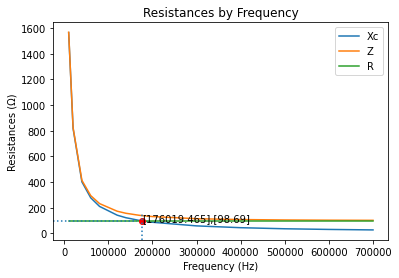 Resistances by Frequency
Resistances (Ω)
1600
1400
1200
1000
800
600
400
200
0
Xc
Z
R
[176019.465],[98.69]
0 100000 200000 300000 400000 500000 600000 700000
Frequency (Hz)